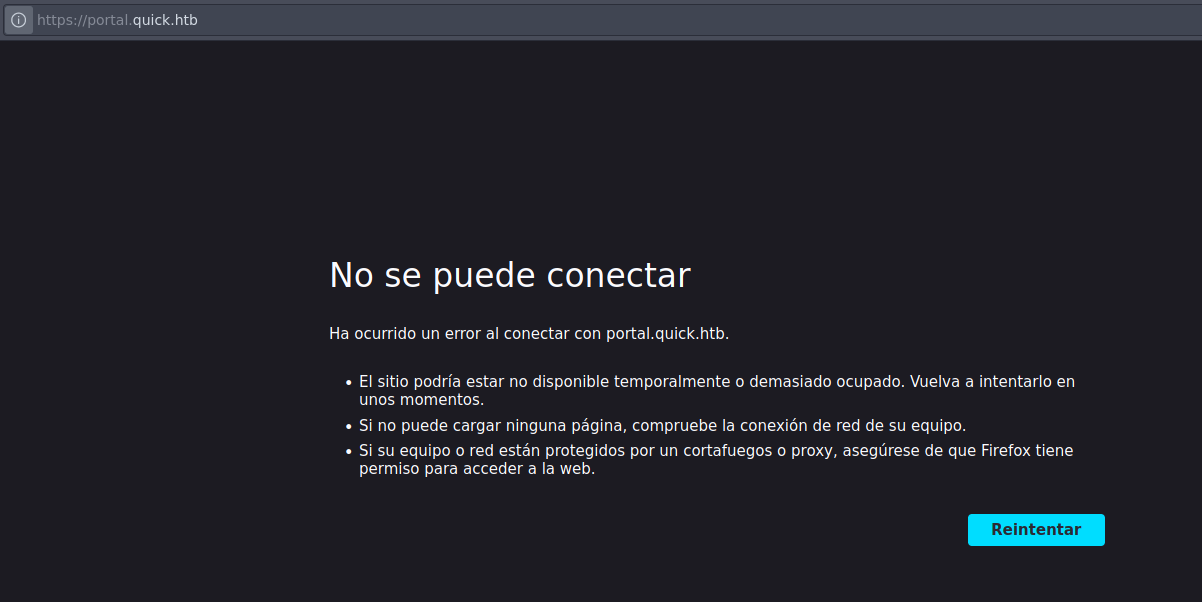 https://portal.quick.htb
No se puede conectar
Ha ocurrido un error al conectar con portal.quick.htb.
• El sitio podría estar no disponible temporalmente o demasiado ocupado. Vuelva a intentarlo en
unos momentos.
• Si no puede cargar ninguna página, compruebe la conexión de red de su equipo.
• Si su equipo o red están protegidos por un cortafuegos o proxy, asegúrese de que Firefox tiene
permiso para acceder a la web.
Reintentar